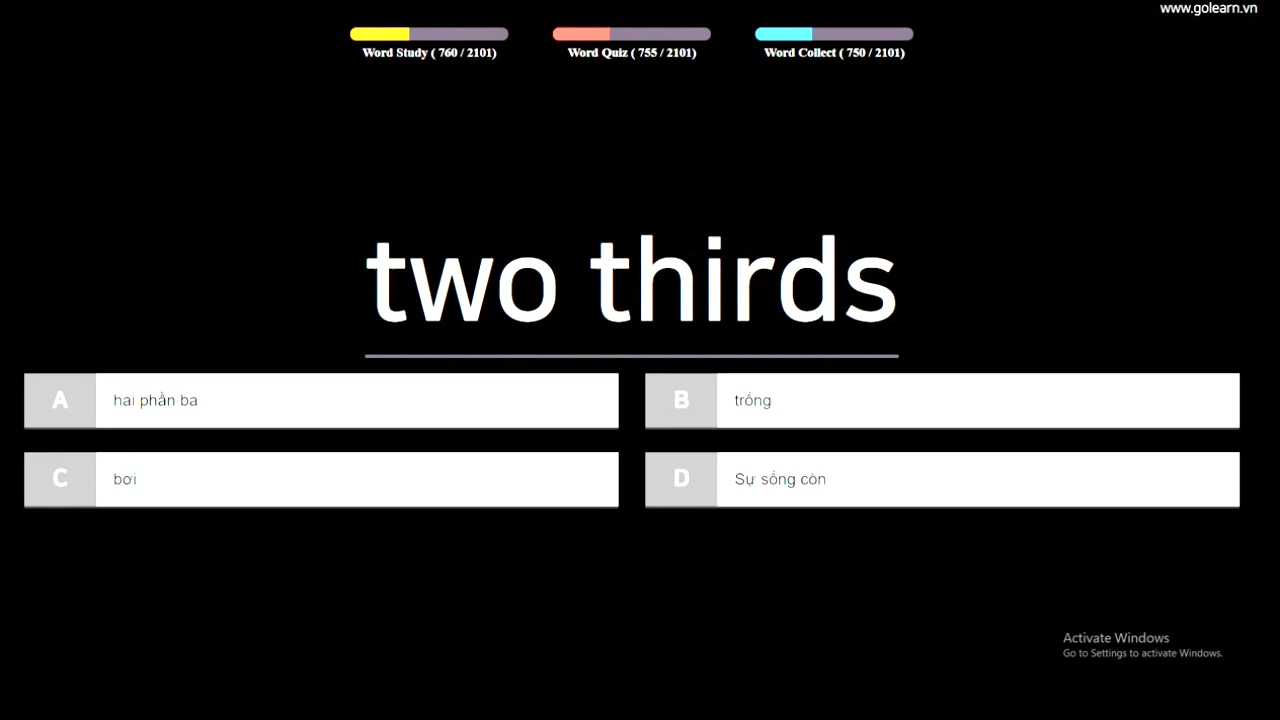 www.golearn.vn
Word Study ( 760 / 2101)
Word Quiz ( 755 / 2101)
Word Collect ( 750 / 2101)
two thirds
A hai phần ba
B trống
C bơi
D Sự sống còn
Activate Windows
Go to Settings to activate Windows.